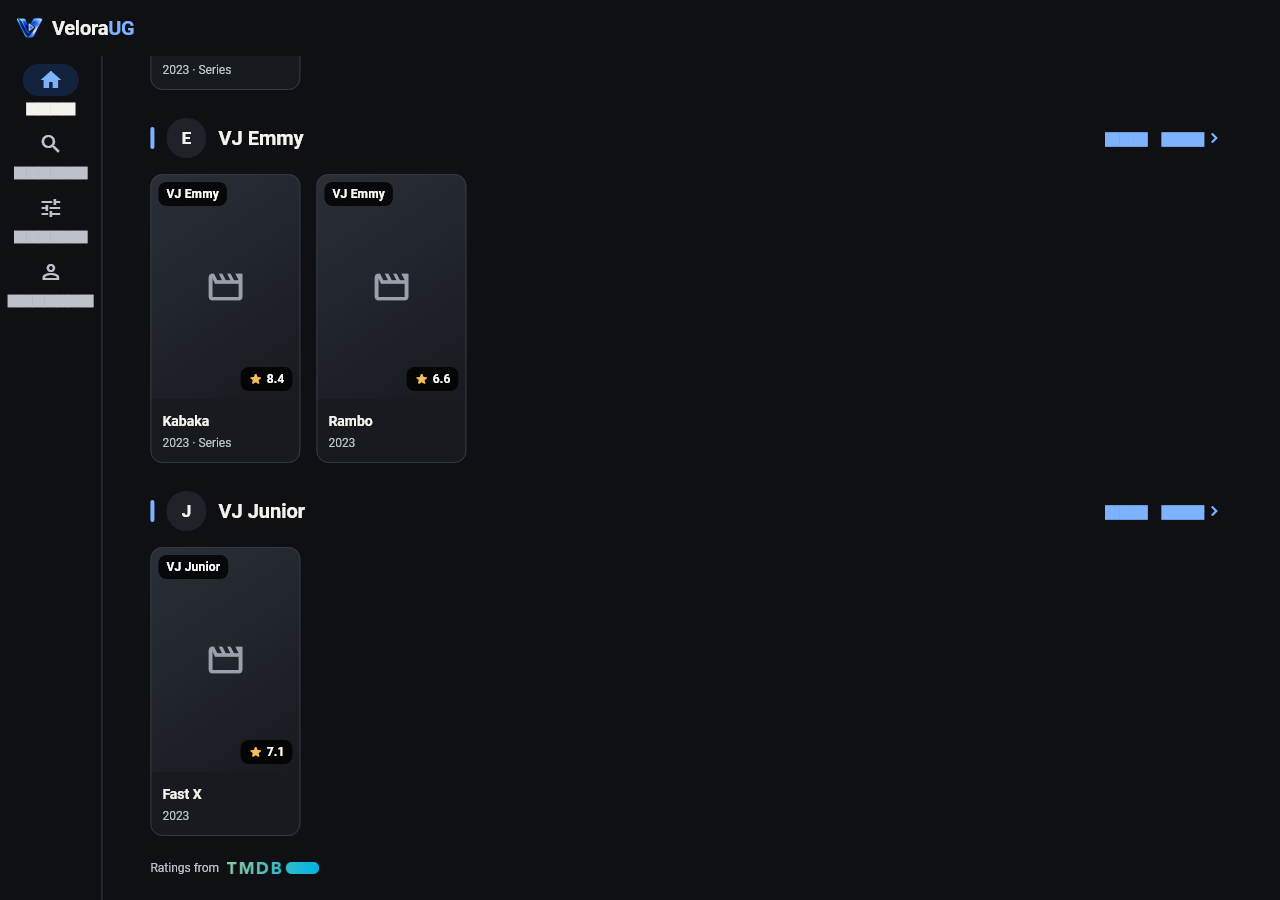 VeloraUG
2023 · Series
E VJ Emmy
VJ Emmy
VJ Emmy
8.4
6.6
Kabaka
Rambo
2023 · Series
2023
J VJ Junior
VJ Junior
7.1
Fast X
2023
Ratings from TMDB